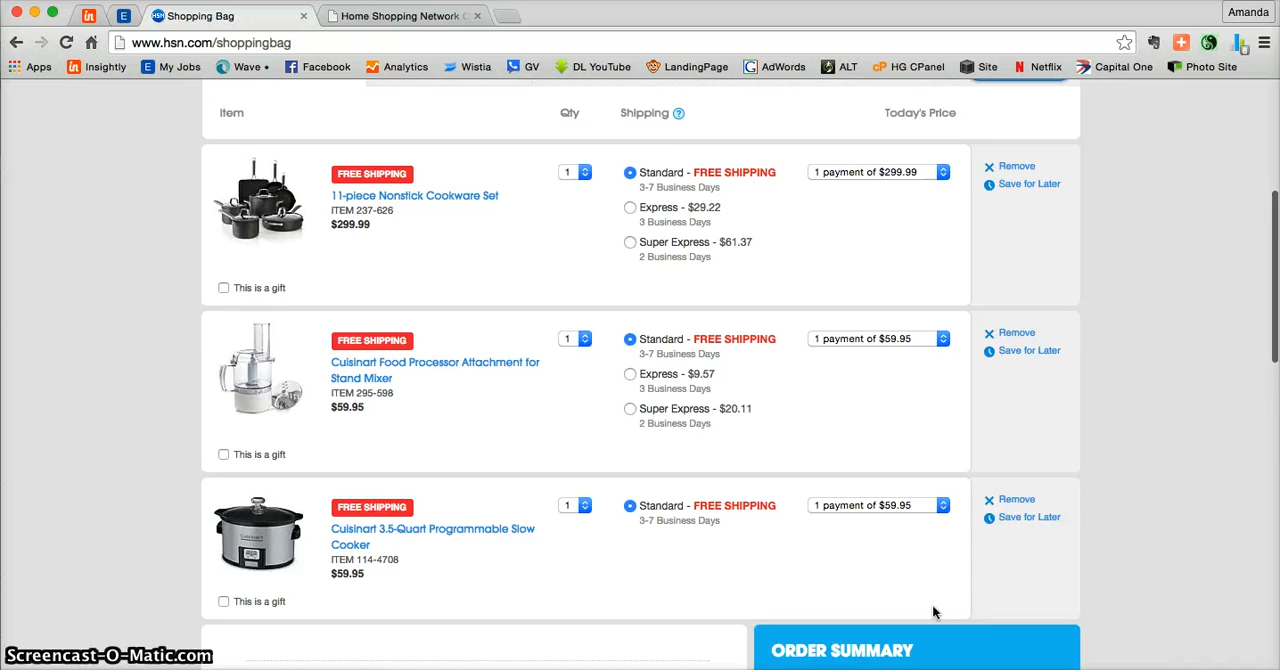 in E HSN Shopping Bag × Home Shopping Network C × Amanda
www.hsn.com/shoppingbag
Apps in Insightly E My Jobs Wave • Facebook Analytics Wistia GV DL YouTube LandingPage G AdWords ALT cP HG CPanel Site N Netflix Capital One Photo Site
Item Qty Shipping ? Today's Price
FREE SHIPPING 1 Standard - FREE SHIPPING 1 payment of $299.99 Remove
3-7 Business Days Save for Later
11-piece Nonstick Cookware Set
ITEM 237-626 Express - $29.22
$299.99 3 Business Days
Super Express - $61.37
2 Business Days
This is a gift
FREE SHIPPING 1 Standard - FREE SHIPPING 1 payment of $59.95 Remove
3-7 Business Days Save for Later
Cuisinart Food Processor Attachment for
Stand Mixer Express - $9.57
ITEM 295-598 3 Business Days
$59.95 Super Express - $20.11
2 Business Days
This is a gift
FREE SHIPPING 1 Standard - FREE SHIPPING 1 payment of $59.95 Remove
3-7 Business Days Save for Later
Cuisinart 3.5-Quart Programmable Slow
Cooker
ITEM 114-4708
$59.95
This is a gift
ORDER SUMMARY
Screencast-O-Matic.com